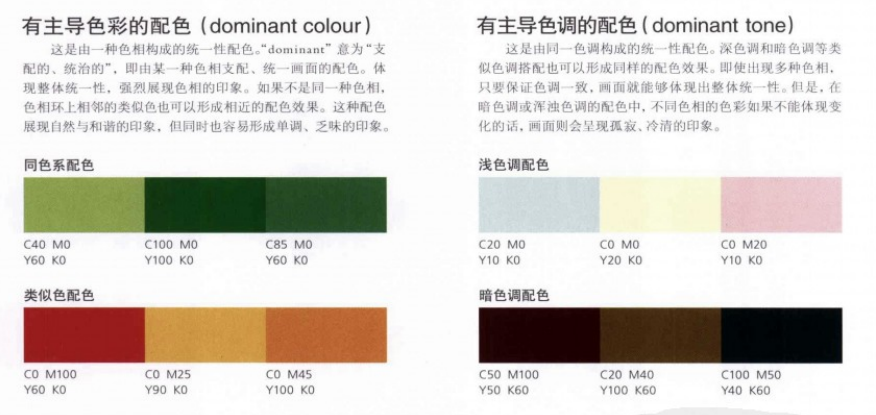 有主导色彩的配色（dominant colour）
这是由一种色相构成的统一性配色。“dominant”意为“支
配的、统治的”，即由某一种色相支配、统一画面的配色。体
现整体统一性，强烈展现色相的印象。如果不是同一种色相，
色相环上相邻的类似色也可以形成相近的配色效果。这种配色
展现自然与和谐的印象，但同时也容易形成单调、乏味的印象。
同色系配色
C40 M0 C100 M0 C85 M0
Y60 K0 Y100 K0 Y60 K0
类似色配色
C0 M100 C0 M25 C0 M45
Y60 K0 Y90 K0 Y100 K0
有主导色调的配色（dominant tone）
这是由同一色调构成的统一性配色。深色调和暗色调等类
似色调搭配也可以形成同样的配色效果。即使出现多种色相，
只要保证色调一致，画面就能够体现出整体统一性。但是，在
暗色调或浑浊色调的配色中，不同色相的色彩如果不能体现变
化的话，画面则会呈现孤寂、冷清的印象。
浅色调配色
C20 M0 C0 M0 C0 M20
Y10 K0 Y20 K0 Y10 K0
暗色调配色
C50 M100 C20 M40 C100 M50
Y50 K60 Y100 K60 Y40 K60